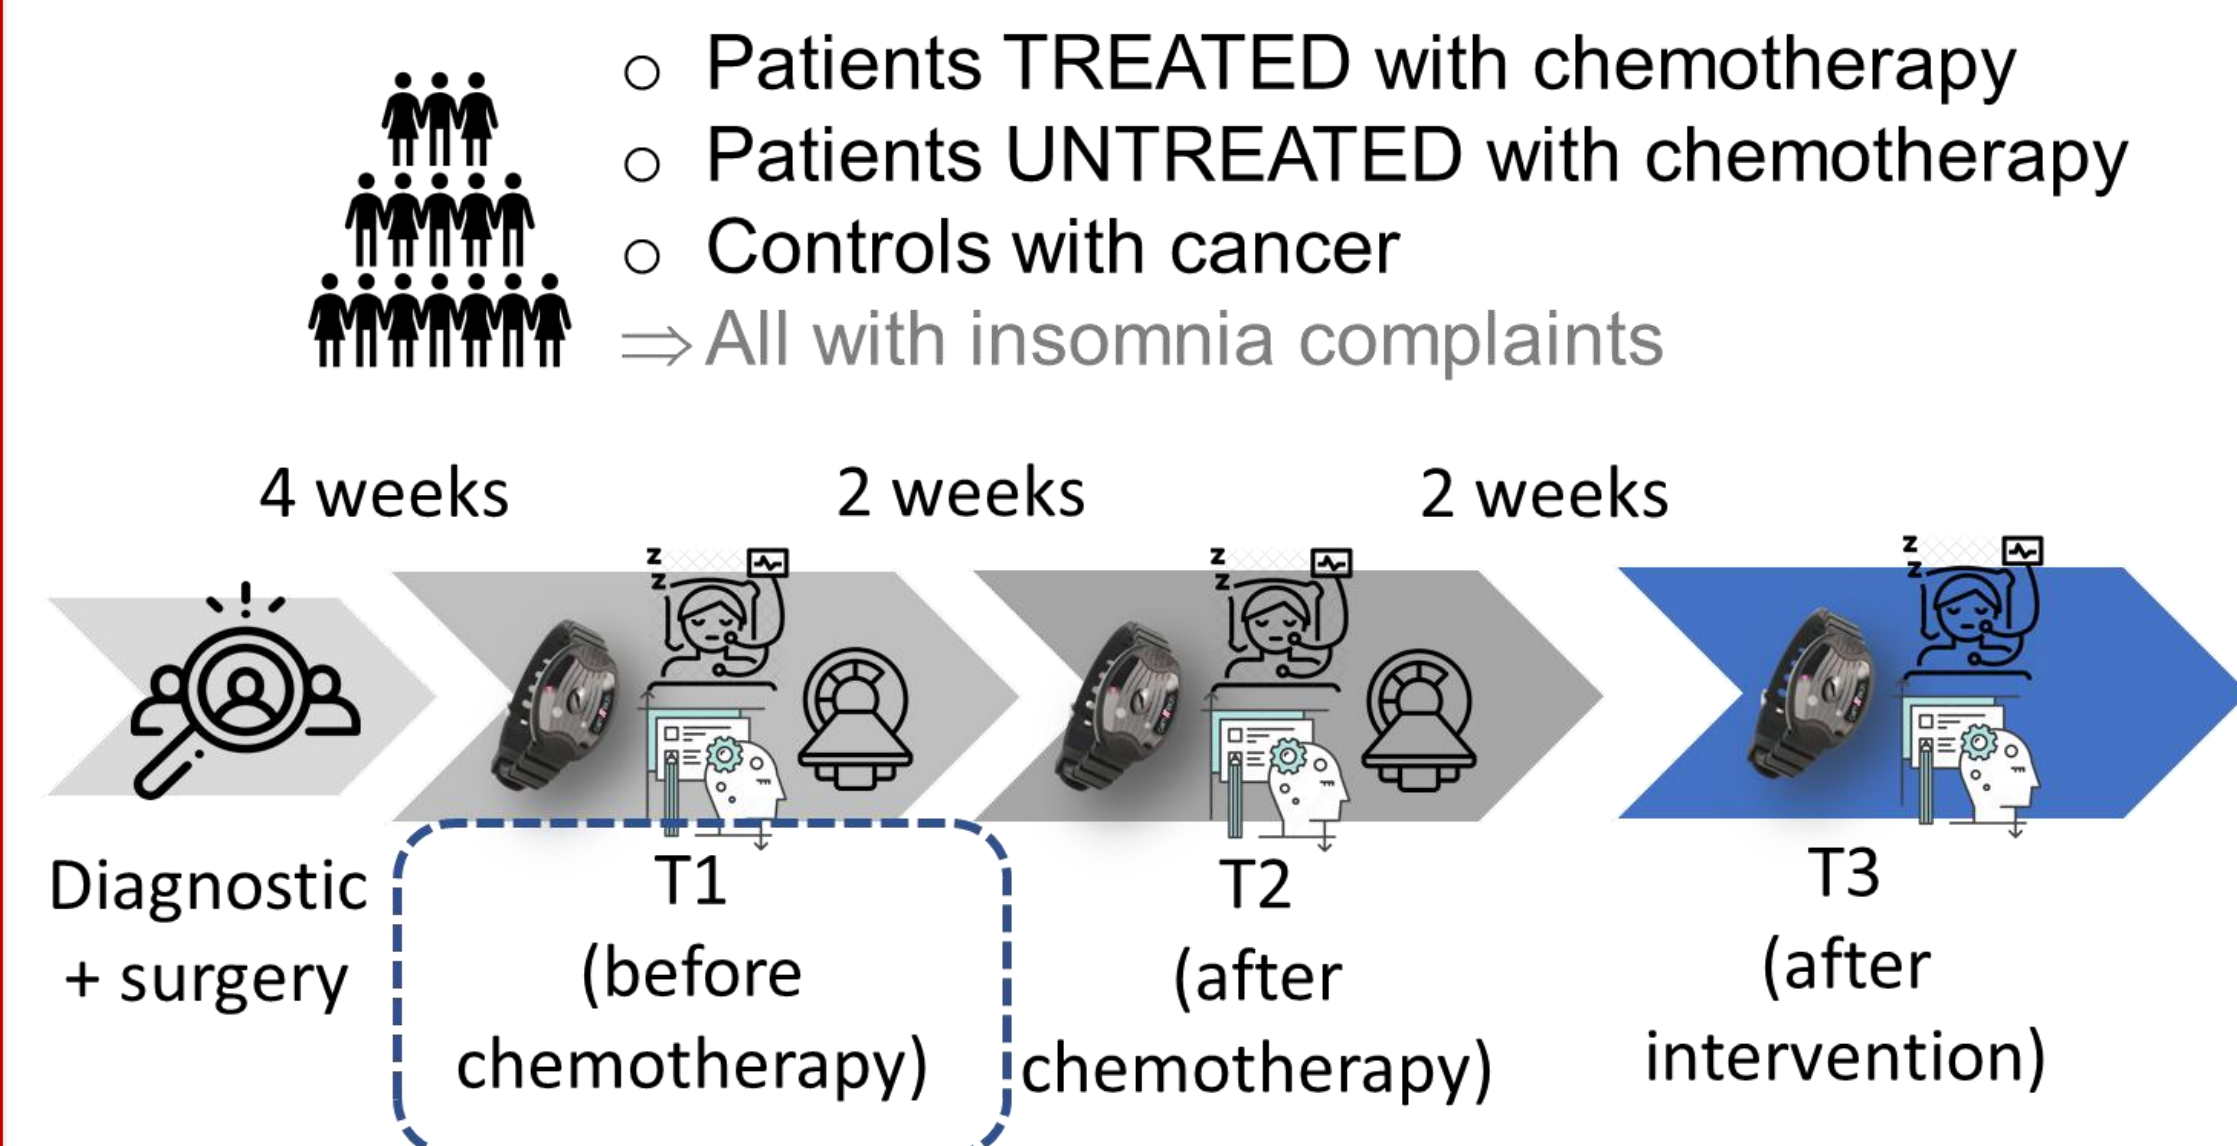 ○ Patients TREATED with chemotherapy
○ Patients UNTREATED with chemotherapy
○ Controls with cancer
⇒ All with insomnia complaints
4 weeks
2 weeks
2 weeks
z
z
z
z
z
z
Diagnostic
+ surgery
T1
(before
chemotherapy)
T2
(after
chemotherapy)
T3
(after
intervention)